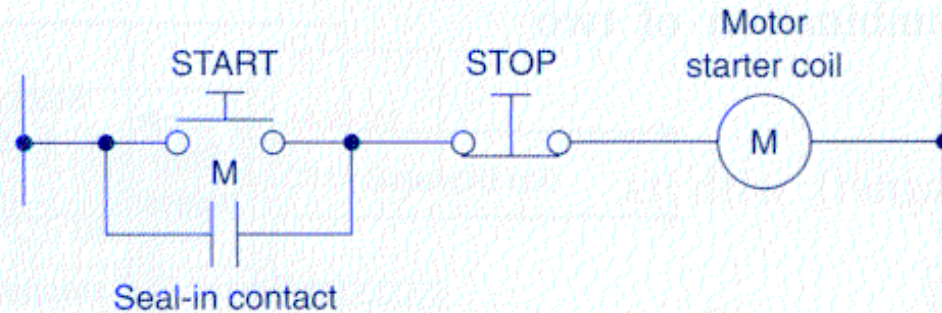 Motor
START STOP starter coil
M
M
Seal-in contact